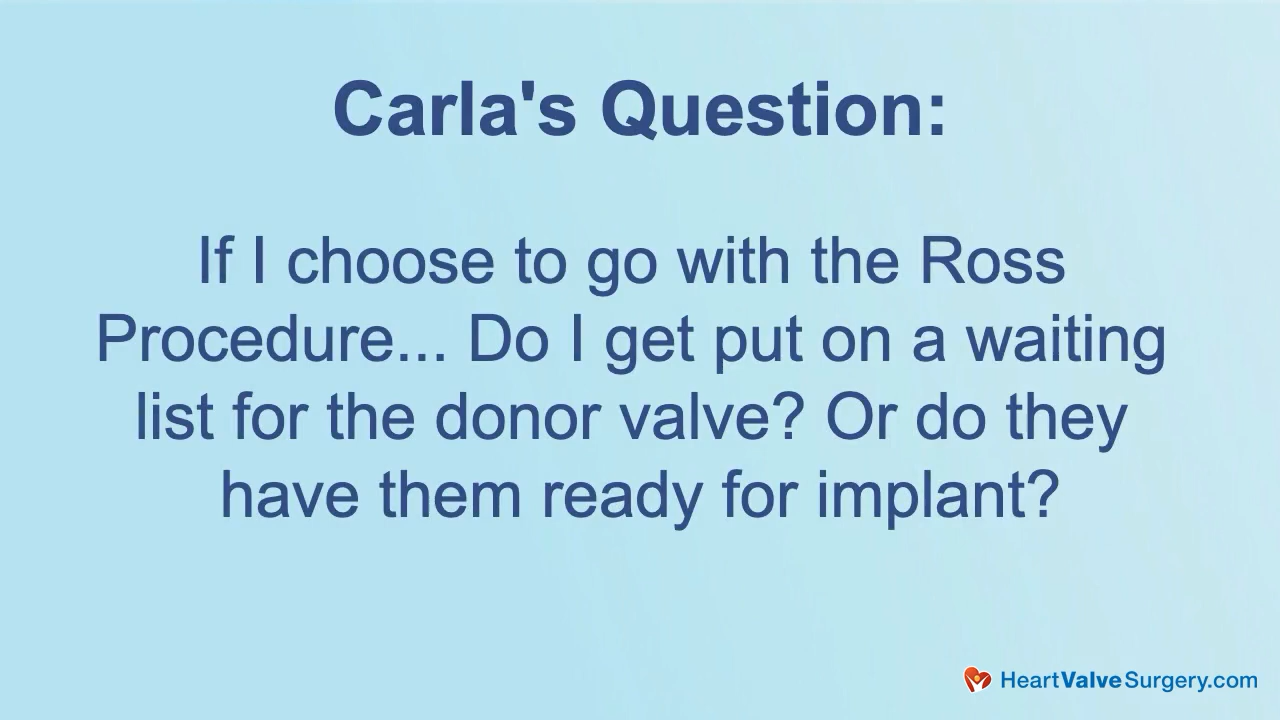 Carla's Question:
If I choose to go with the Ross
Procedure... Do I get put on a waiting
list for the donor valve? Or do they
have them ready for implant?
HeartValveSurgery.com